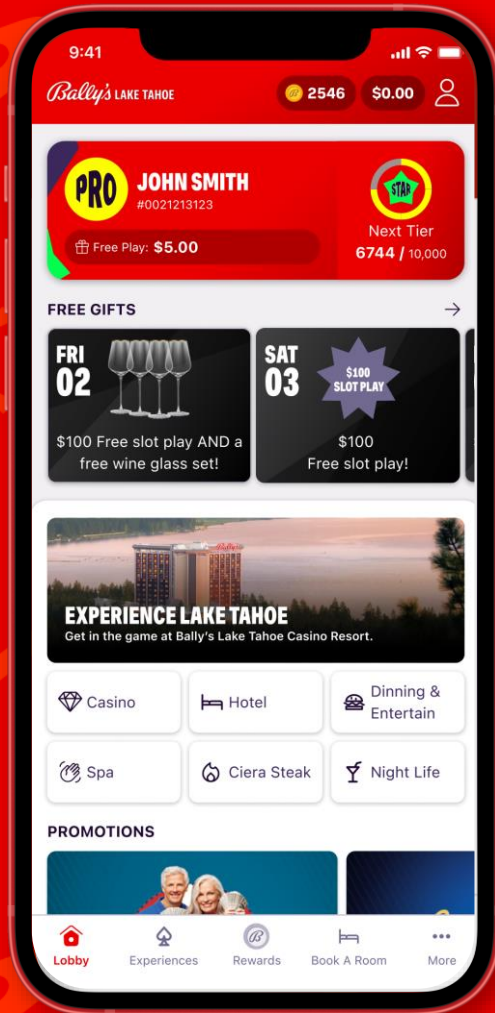 9:41
Bally's LAKE TAHOE
2546
$0.00
PRO
JOHN SMITH
#0021213123
Free Play: $5.00
STAR
Next Tier
6744 / 10,000
FREE GIFTS
FRI
02
$100 Free slot play AND a
free wine glass set!
SAT
03
$100
SLOT PLAY
$100
Free slot play!
Bally's
EXPERIENCE LAKE TAHOE
Get in the game at Bally's Lake Tahoe Casino Resort.
Casino
Hotel
Dinning &
Entertain
Spa
Ciera Steak
Night Life
PROMOTIONS
Lobby
Experiences
B
Rewards
Book A Room
More